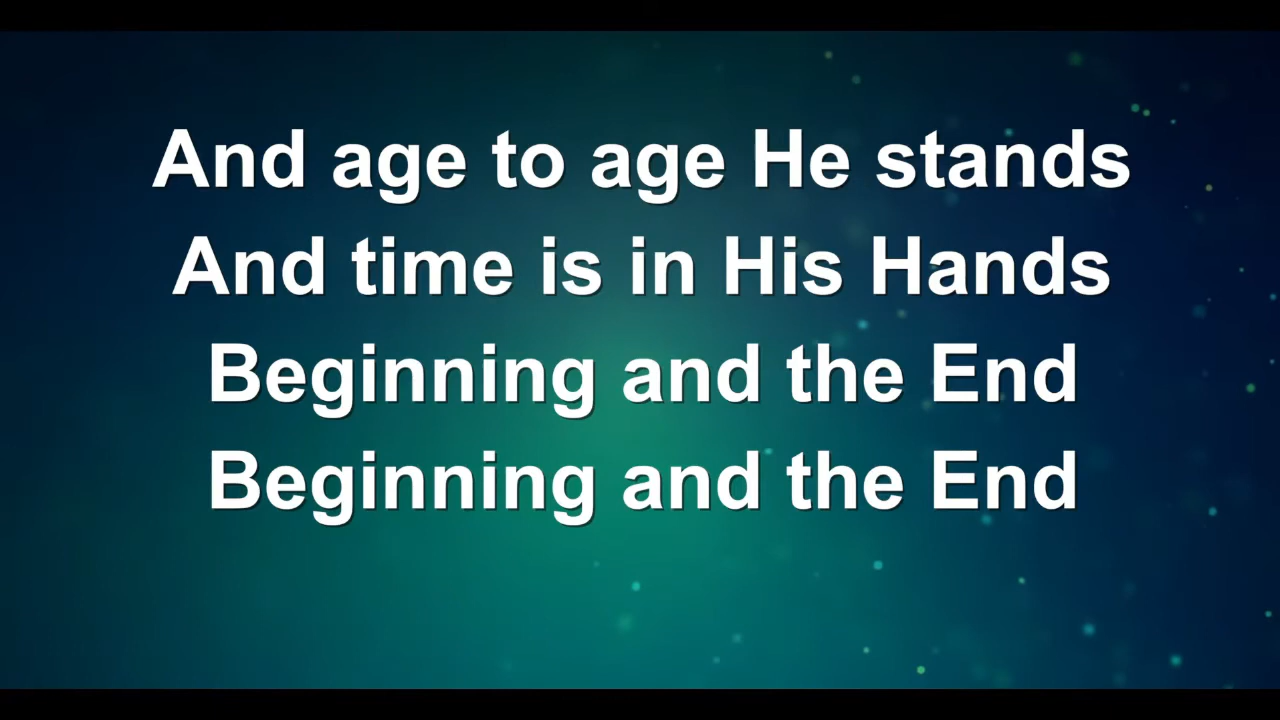 And age to age He stands
And time is in His Hands
Beginning and the End
Beginning and the End